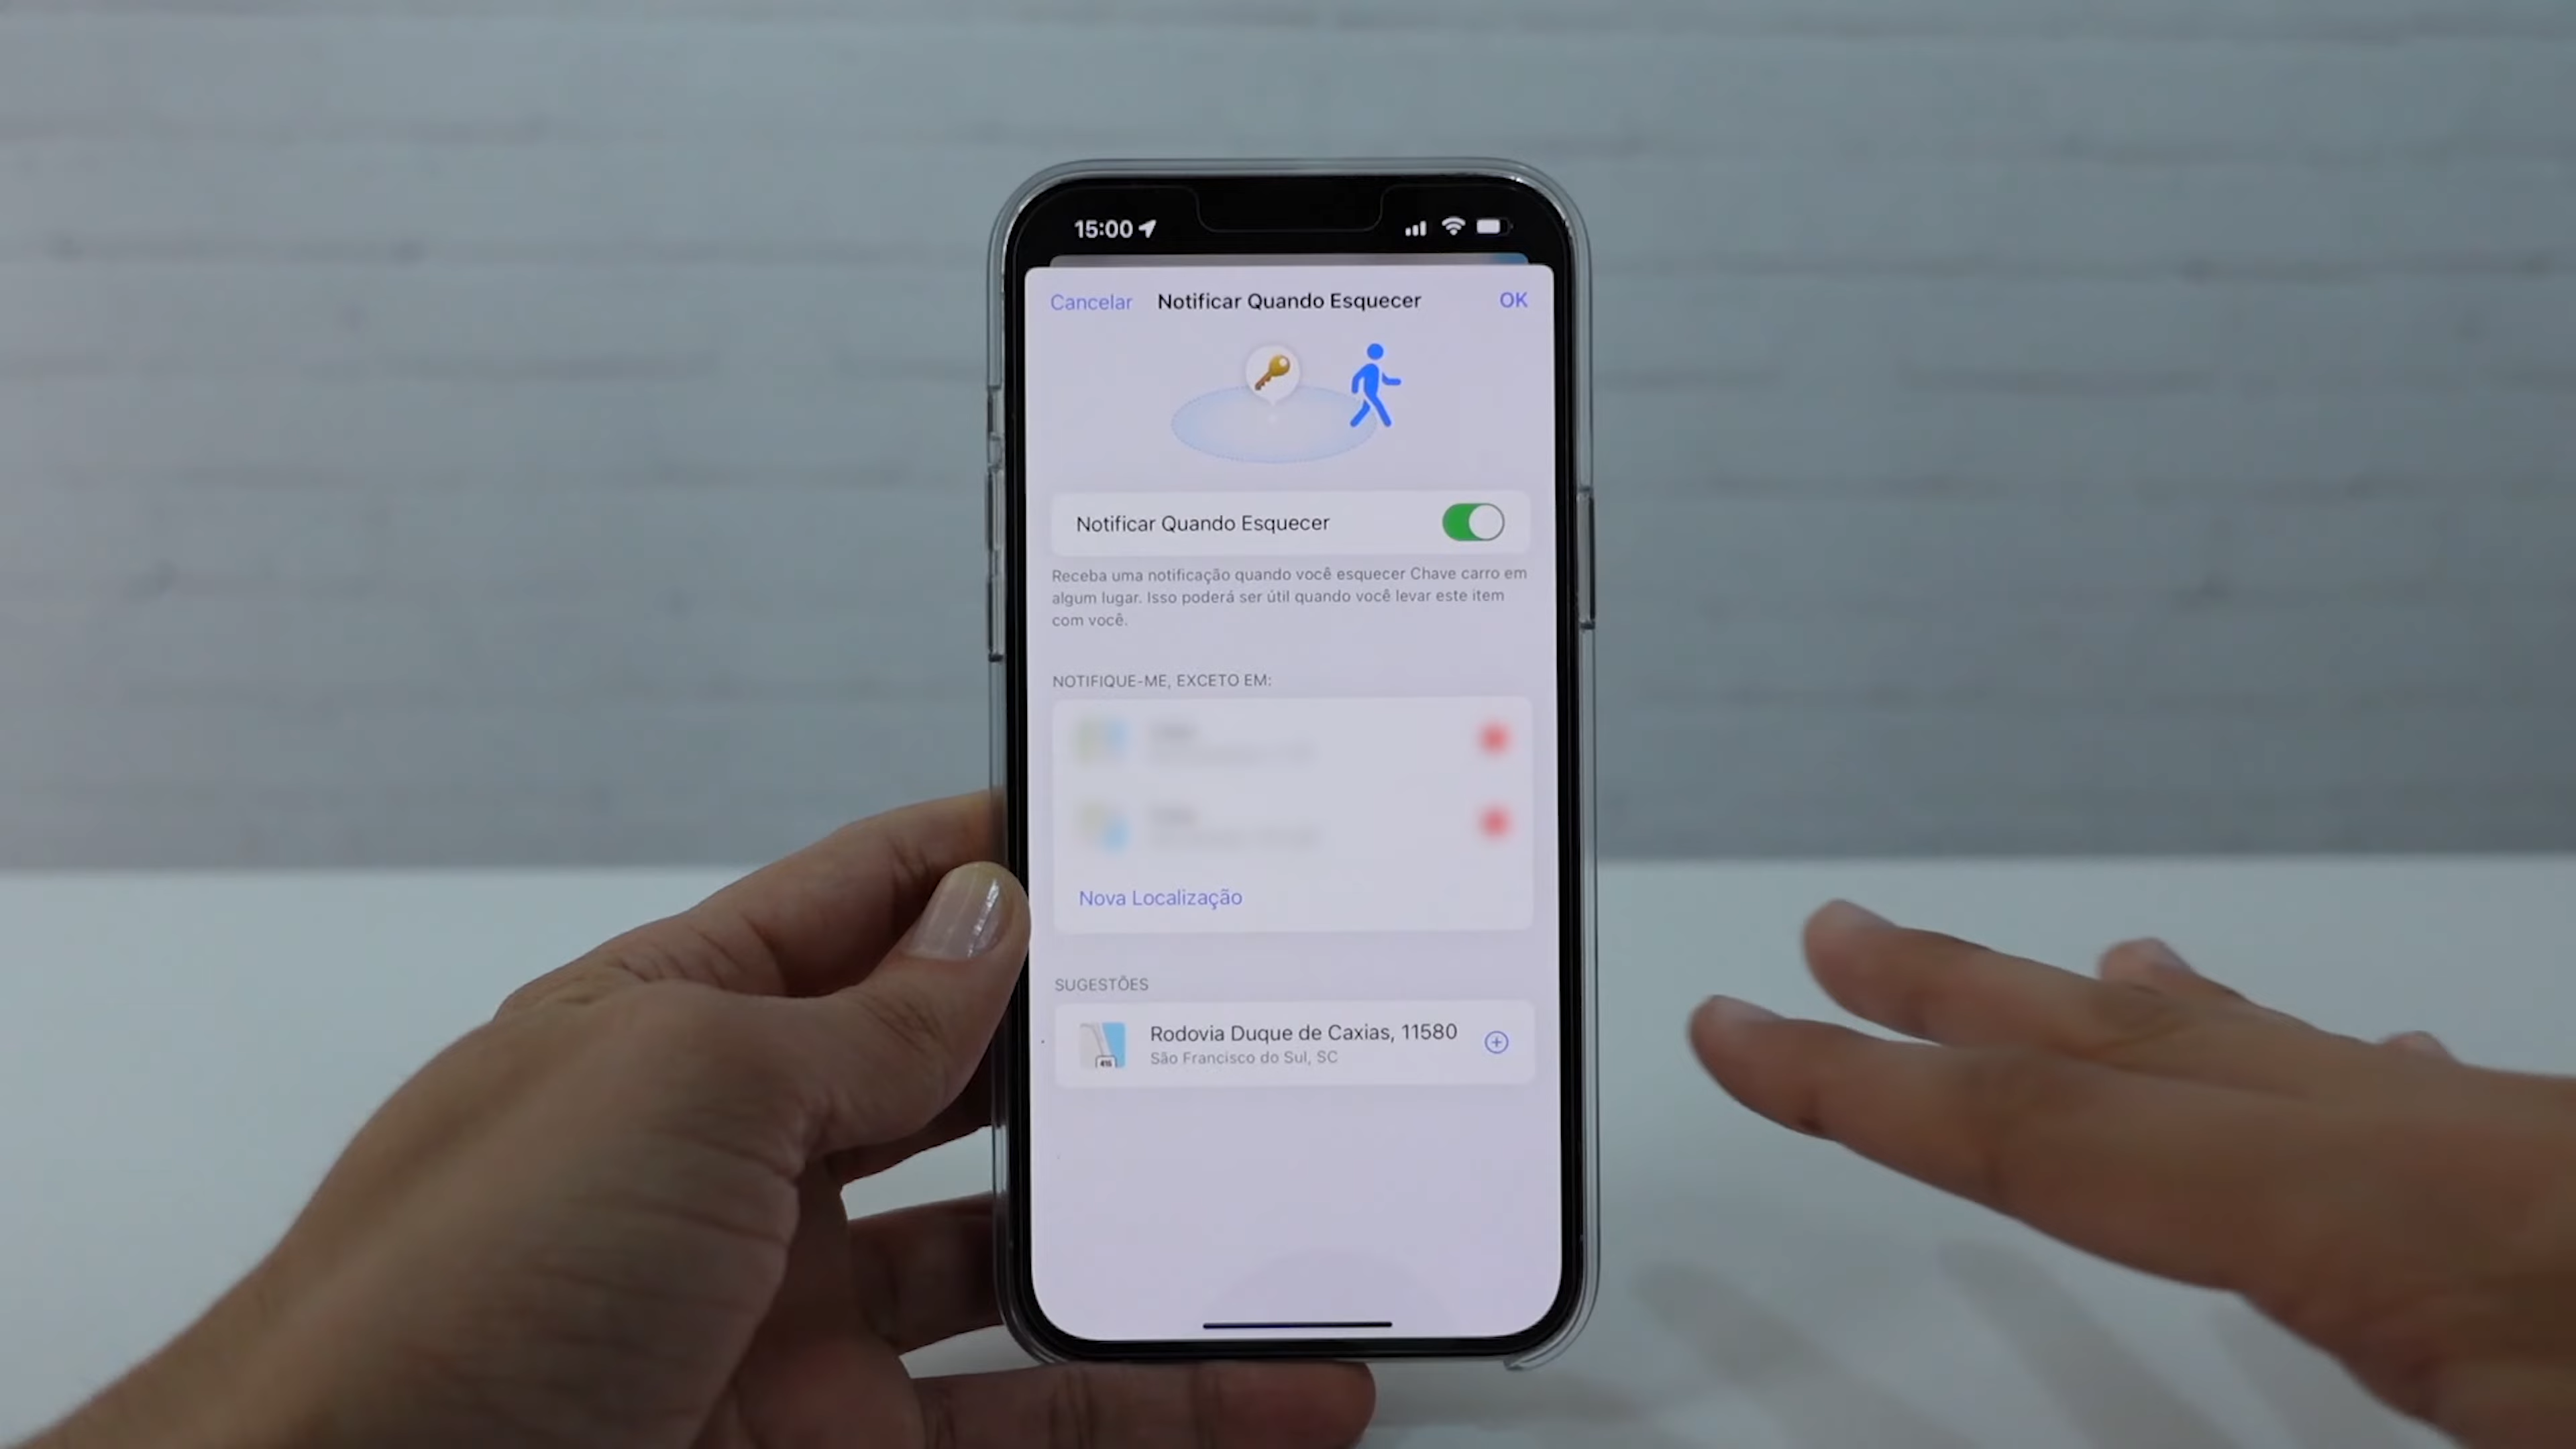 15:00
Cancelar Notificar Quando Esquecer OK
Notificar Quando Esquecer
Receba uma notificação quando você esquecer Chave carro em
algum lugar. Isso poderá ser útil quando você levar este item
com você.
NOTIFIQUE-ME, EXCETO EM:
Nova Localização
SUGESTÕES
Rodovia Duque de Caxias, 11580
São Francisco do Sul, SC